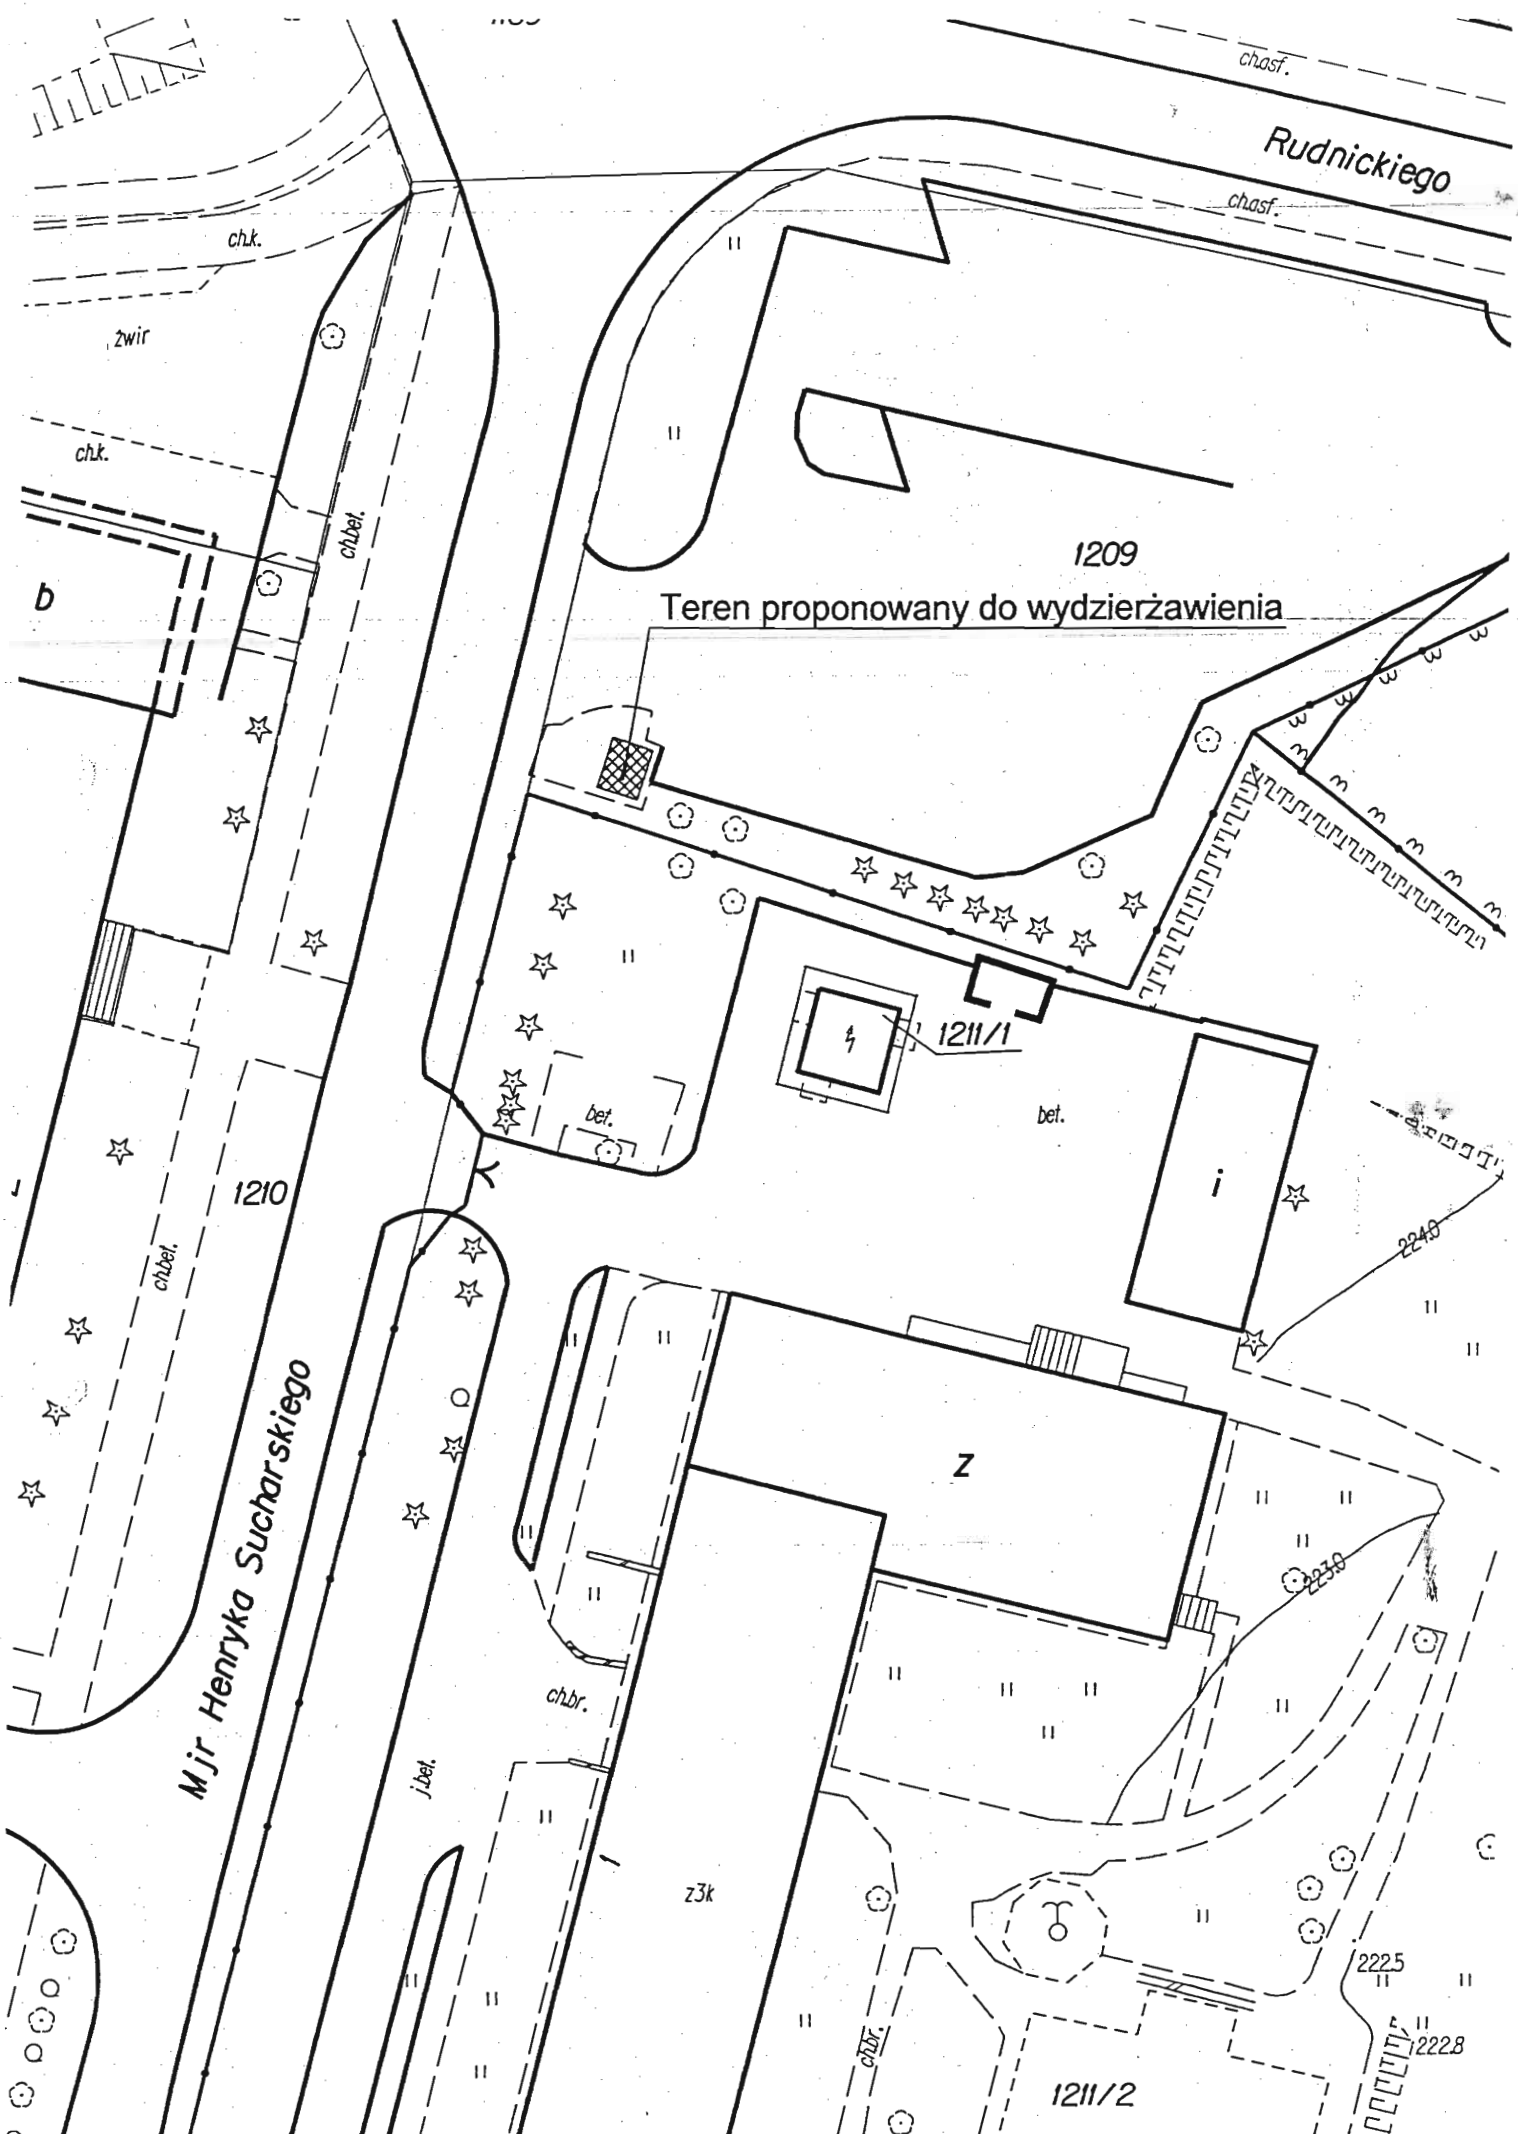 ch.asf.
Rudnickiego
ch.asf.
ch.k.
żwir
ch.k.
ch.bet.
1209
b
Teren proponowany do wydzierżawienia
1211/1
bet.
bet.
i
1210
224.0
ch.bet.
Mjr Henryka Sucharskiego
z
223.0
ch.br.
j.bet.
z3k
222.5
ch.br.
222.8
1211/2